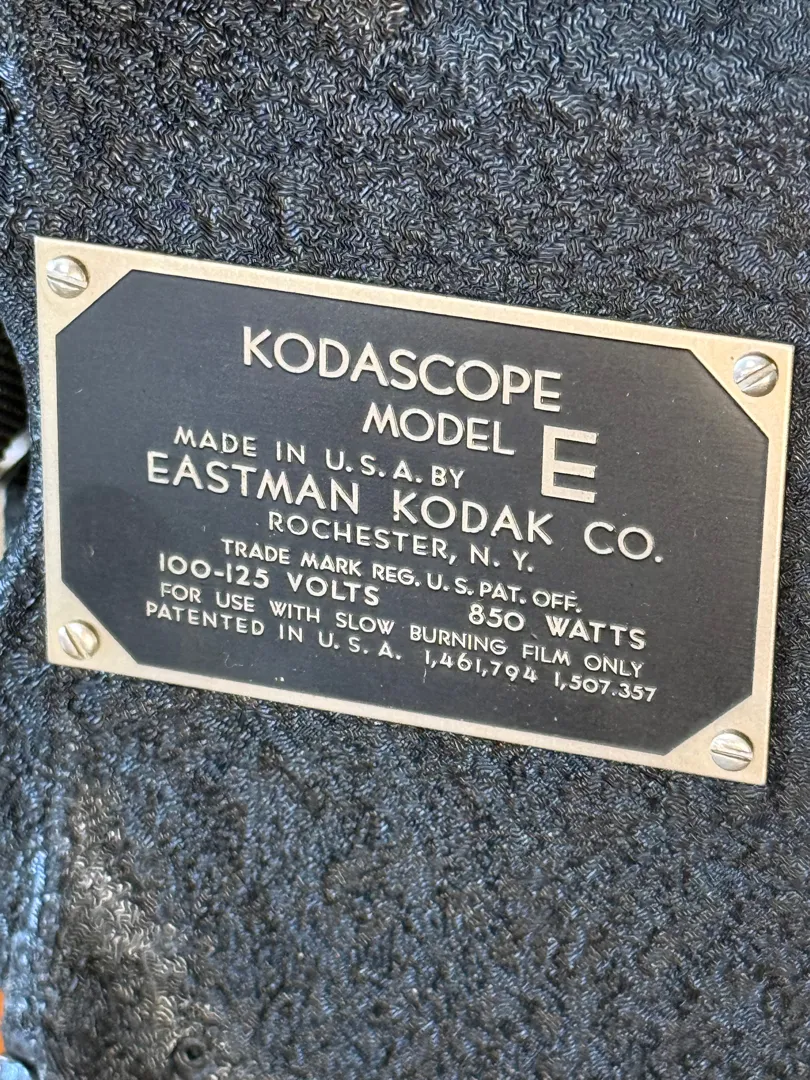 KODASCOPE
MODEL E
MADE IN U.S.A. BY
EASTMAN KODAK CO.
ROCHESTER, N. Y.
TRADE MARK REG. U. S. PAT. OFF.
100-125 VOLTS 850 WATTS
FOR USE WITH SLOW BURNING FILM ONLY
PATENTED IN U. S. A. 1,461,794 1,507.357